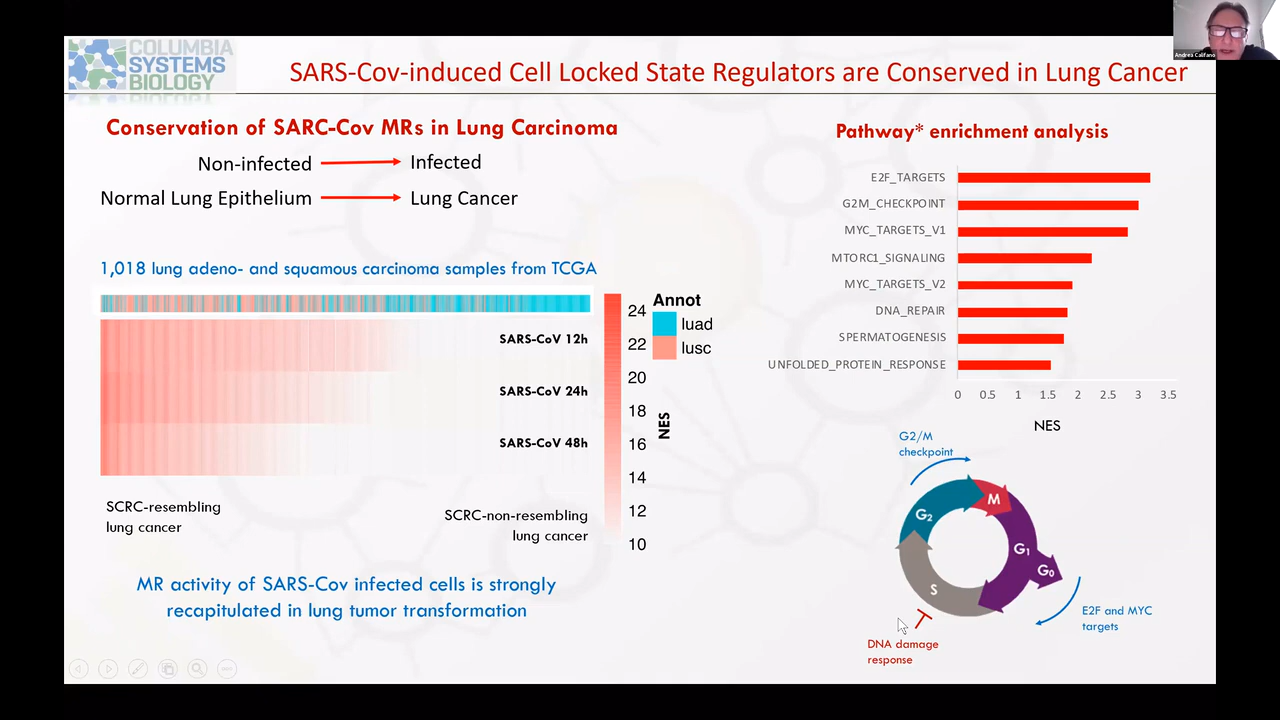 COLUMBIA
SYSTEMS
BIOLOGY
Andrea Califano
SARS-Cov-induced Cell Locked State Regulators are Conserved in Lung Cancer
Conservation of SARC-Cov MRs in Lung Carcinoma
Non-infected
Infected
Normal Lung Epithelium
Lung Cancer
1,018 lung adeno- and squamous carcinoma samples from TCGA
SARS-CoV 12h
SARS-CoV 24h
SARS-CoV 48h
24
22
20
18
16
14
12
10
NES
Annot
luad
lusc
SCRC-resembling
lung cancer
SCRC-non-resembling
lung cancer
MR activity of SARS-Cov infected cells is strongly
recapitulated in lung tumor transformation
Pathway* enrichment analysis
E2F_TARGETS
G2M_CHECKPOINT
MYC_TARGETS_V1
MTORC1_SIGNALING
MYC_TARGETS_V2
DNA_REPAIR
SPERMATOGENESIS
UNFOLDED_PROTEIN_RESPONSE
0 0.5 1 1.5 2 2.5 3 3.5
NES
G2/M
checkpoint
M
G2
G1
G0
S
E2F and MYC
targets
DNA damage
response